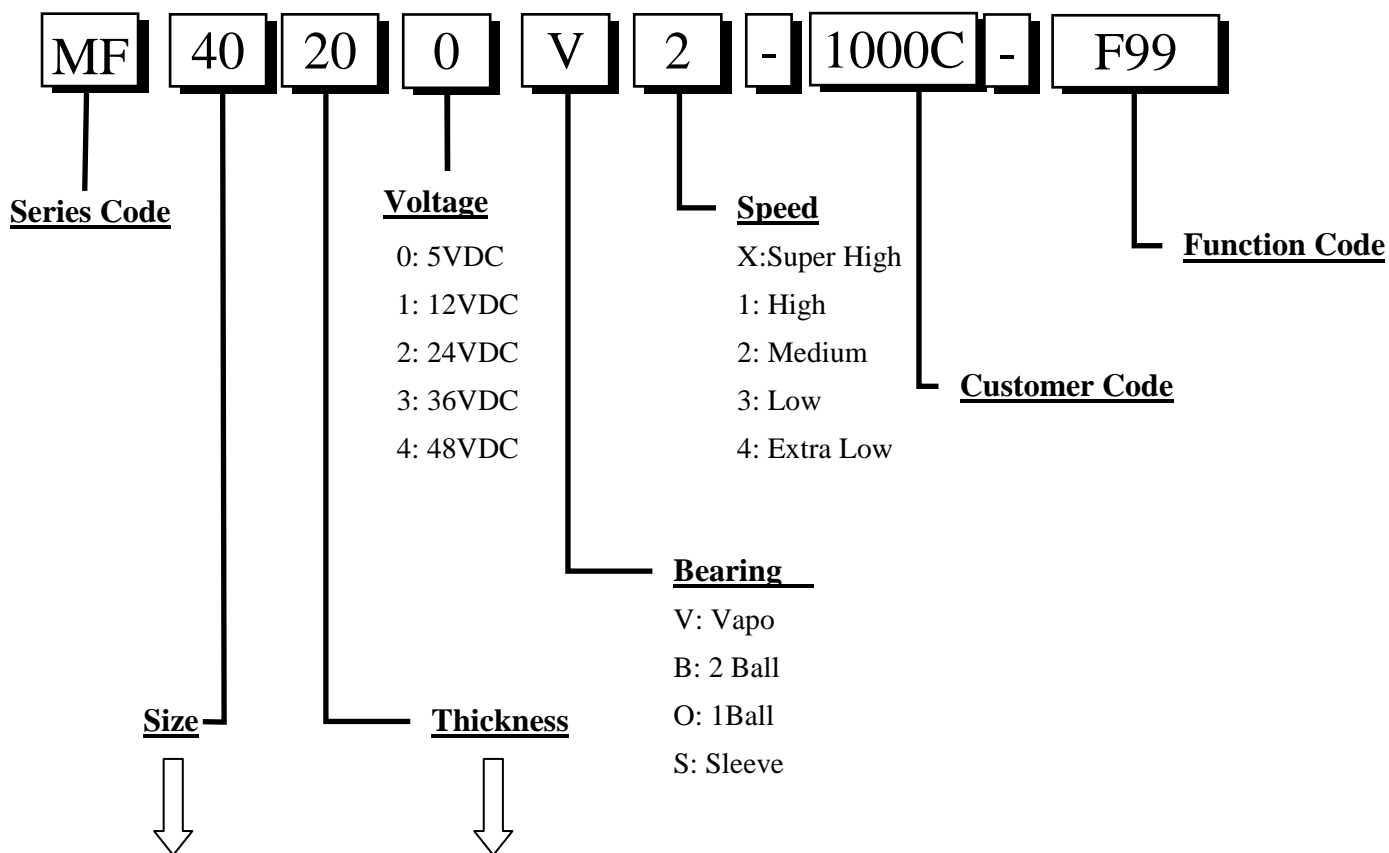 MF 40 20 0 V 2 - 1000C - F99
Series Code
Voltage
0: 5VDC
1: 12VDC
2: 24VDC
3: 36VDC
4: 48VDC
Speed
X:Super High
1: High
2: Medium
3: Low
4: Extra Low
Function Code
Customer Code
Bearing
V: Vapo
B: 2 Ball
O: 1Ball
S: Sleeve
Size
Thickness